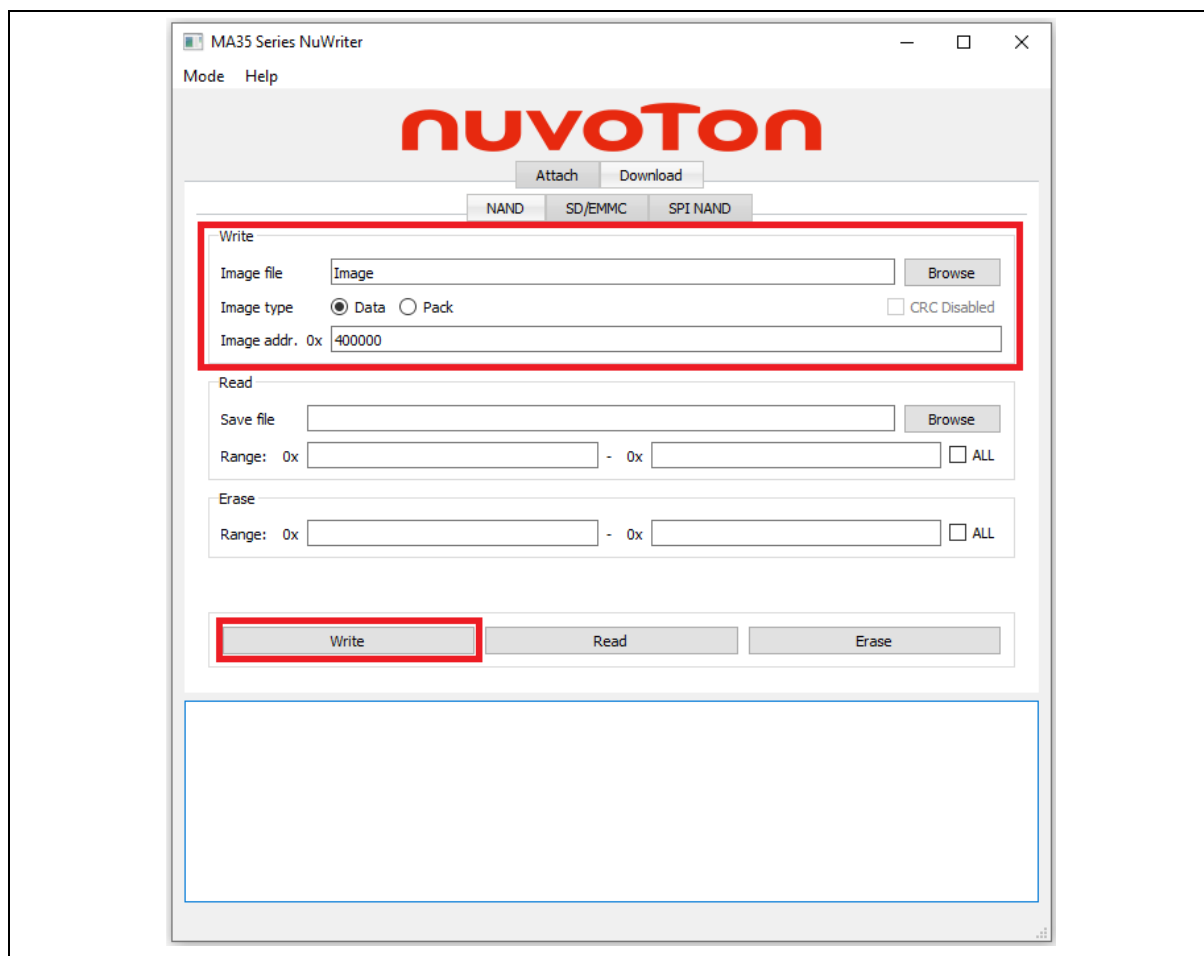 MA35 Series NuWriter
Mode Help
nuvoTon
Attach Download
NAND SD/EMMC SPI NAND
Write
Image file Image Browse
Image type Data Pack CRC Disabled
Image addr. 0x 400000
Read
Save file Browse
Range: 0x - 0x ALL
Erase
Range: 0x - 0x ALL
Write Read Erase